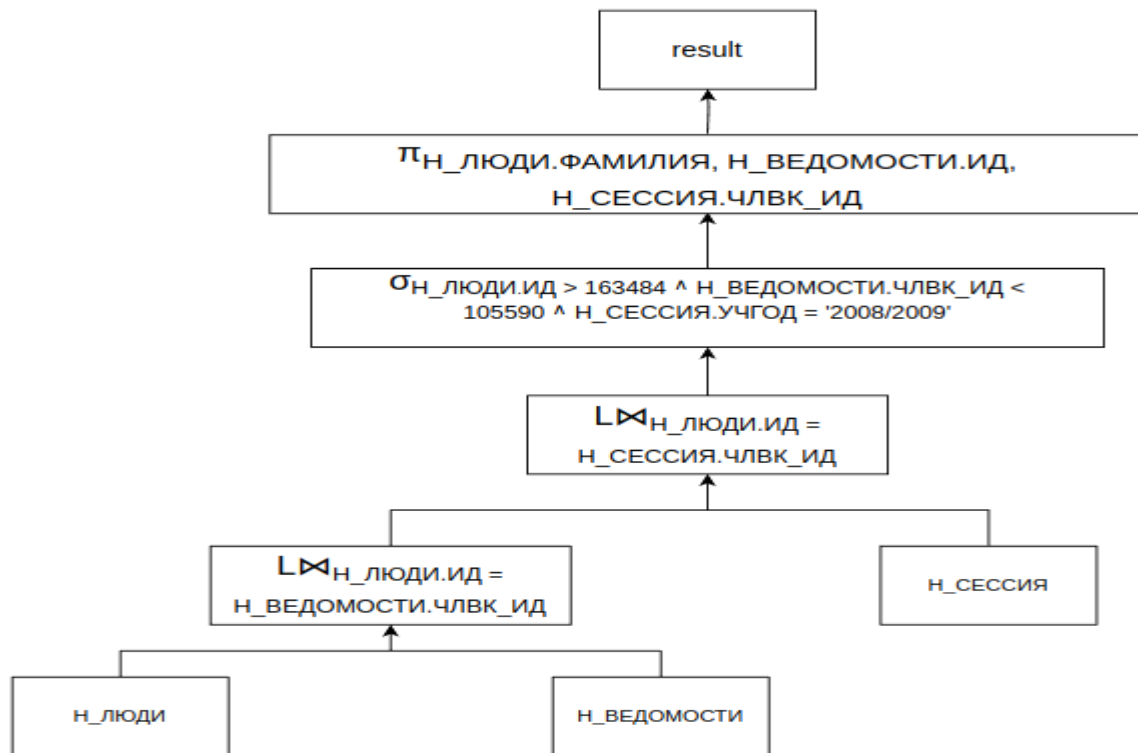 result
πН_ЛЮДИ.ФАМИЛИЯ, Н_ВЕДОМОСТИ.ИД,
Н_СЕССИЯ.ЧЛВК_ИД
σН_ЛЮДИ.ИД > 163484 ^ Н_ВЕДОМОСТИ.ЧЛВК_ИД <
105590 ^ Н_СЕССИЯ.УЧГОД = '2008/2009'
L⋈Н_ЛЮДИ.ИД =
Н_СЕССИЯ.ЧЛВК_ИД
L⋈Н_ЛЮДИ.ИД =
Н_ВЕДОМОСТИ.ЧЛВК_ИД
Н_СЕССИЯ
Н_ЛЮДИ
Н_ВЕДОМОСТИ